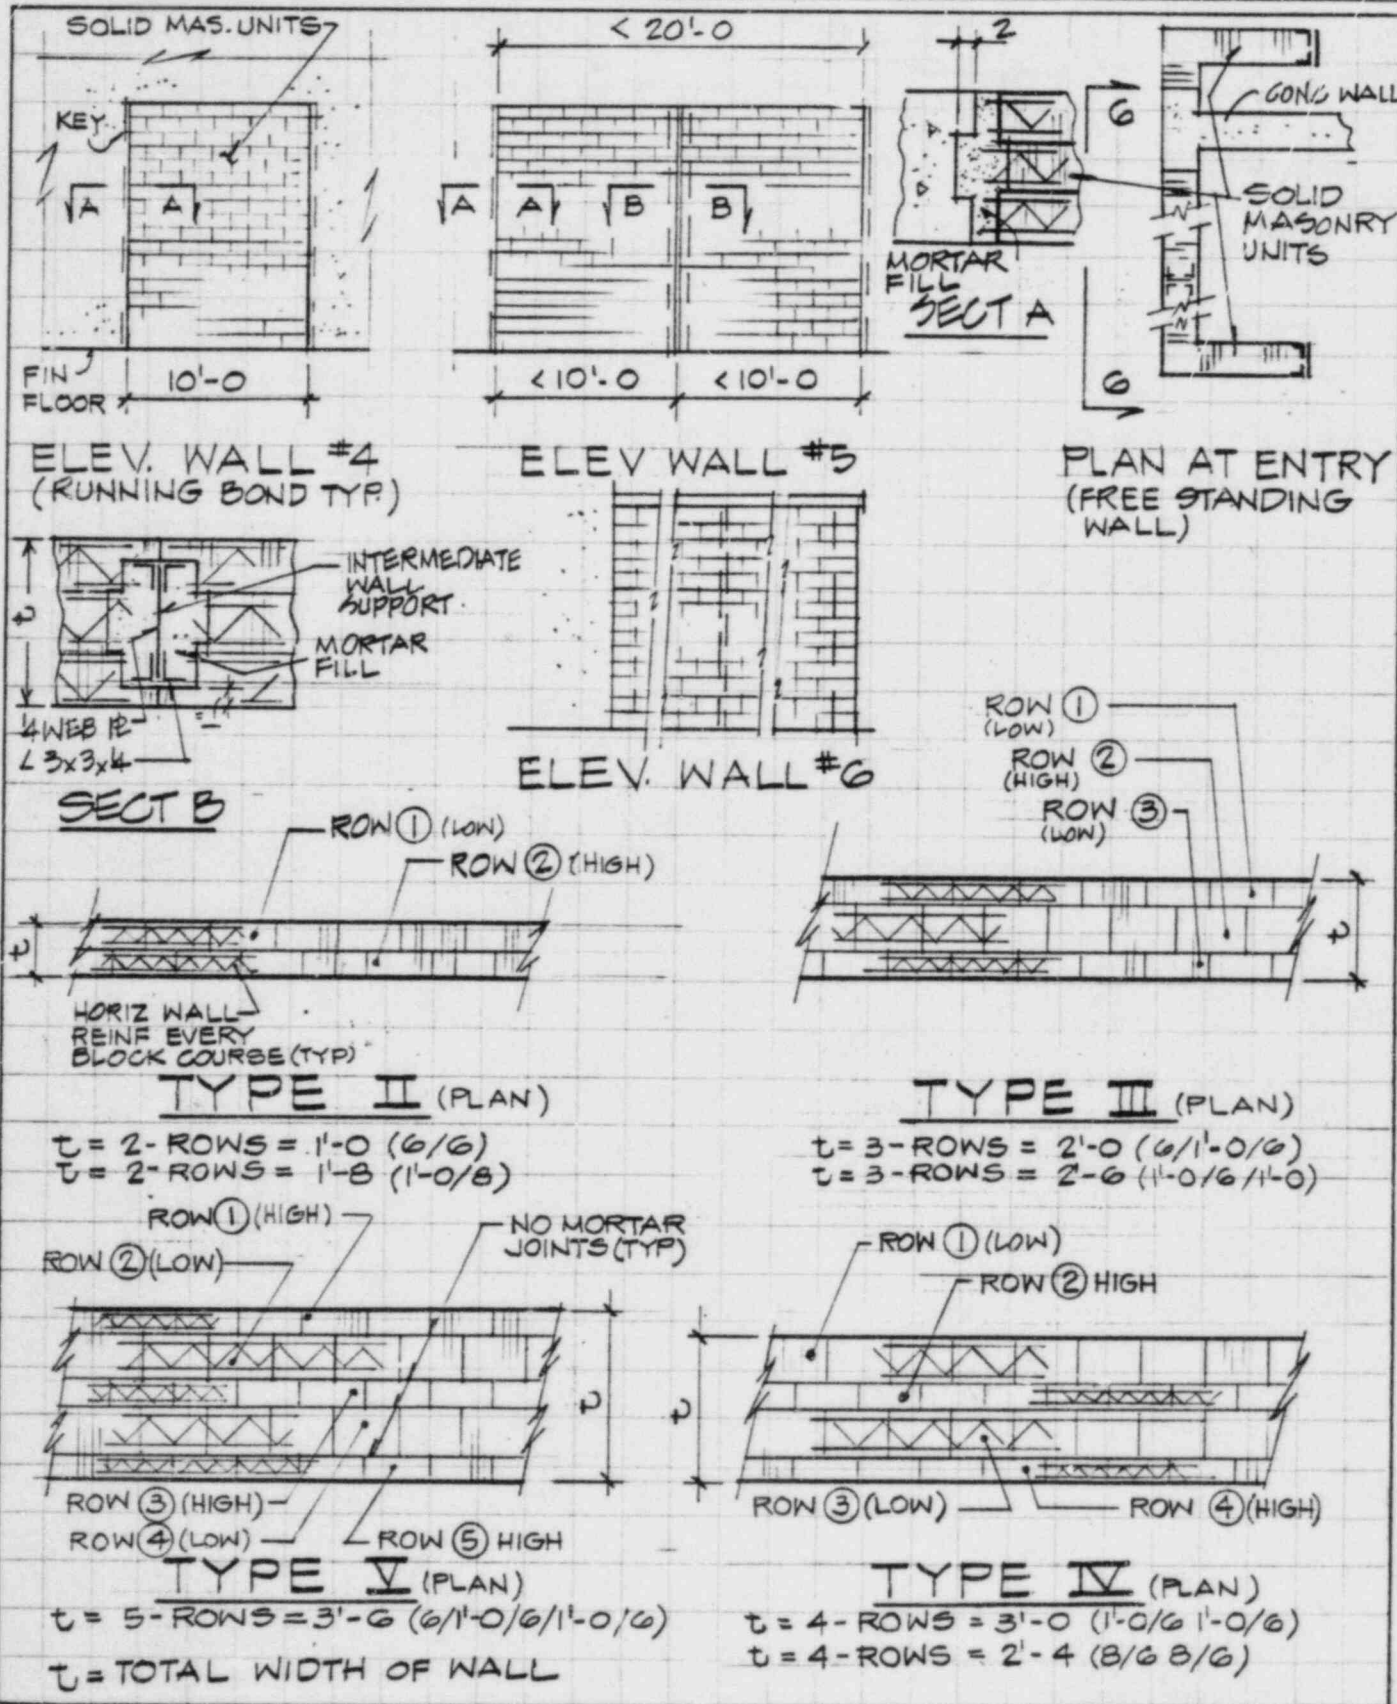 SOLID MAS. UNITS
KEY
A
A
FIN
FLOOR
10'-0
ELEV. WALL #4
(RUNNING BOND TYP.)
< 20'-0
A
A
B
B
<10'-0
<10'-0
ELEV WALL #5
2
MORTAR
FILL
SECT A
6
6
CONC WALL
SOLID
MASONRY
UNITS
PLAN AT ENTRY
(FREE STANDING
WALL)
t
INTERMEDIATE
WALL
SUPPORT
MORTAR
FILL
1/4 WEB PL
L 3x3x1/4
SECT B
ELEV. WALL #6
ROW 1 (LOW)
ROW 2 (HIGH)
t
HORIZ WALL
REINF EVERY
BLOCK COURSE (TYP)
TYPE II (PLAN)
t = 2-ROWS = 1'-0 (6/6)
t = 2-ROWS = 1'-8 (1'-0/8)
ROW 1
(LOW)
ROW 2
(HIGH)
ROW 3
(LOW)
t
TYPE III (PLAN)
t = 3-ROWS = 2'-0 (6/1'-0/6)
t = 3-ROWS = 2'-6 (1'-0/6/1'-0)
ROW 1 (HIGH)
ROW 2 (LOW)
NO MORTAR
JOINTS (TYP)
t
ROW 3 (HIGH)
ROW 4 (LOW)
ROW 5 HIGH
TYPE V (PLAN)
t = 5-ROWS = 3'-6 (6/1'-0/6/1'-0/6)
t = TOTAL WIDTH OF WALL
ROW 1 (LOW)
ROW 2 HIGH
t
ROW 3 (LOW)
ROW 4 (HIGH)
TYPE IV (PLAN)
t = 4-ROWS = 3'-0 (1'-0/6 1'-0/6)
t = 4-ROWS = 2'-4 (8/6 8/6)